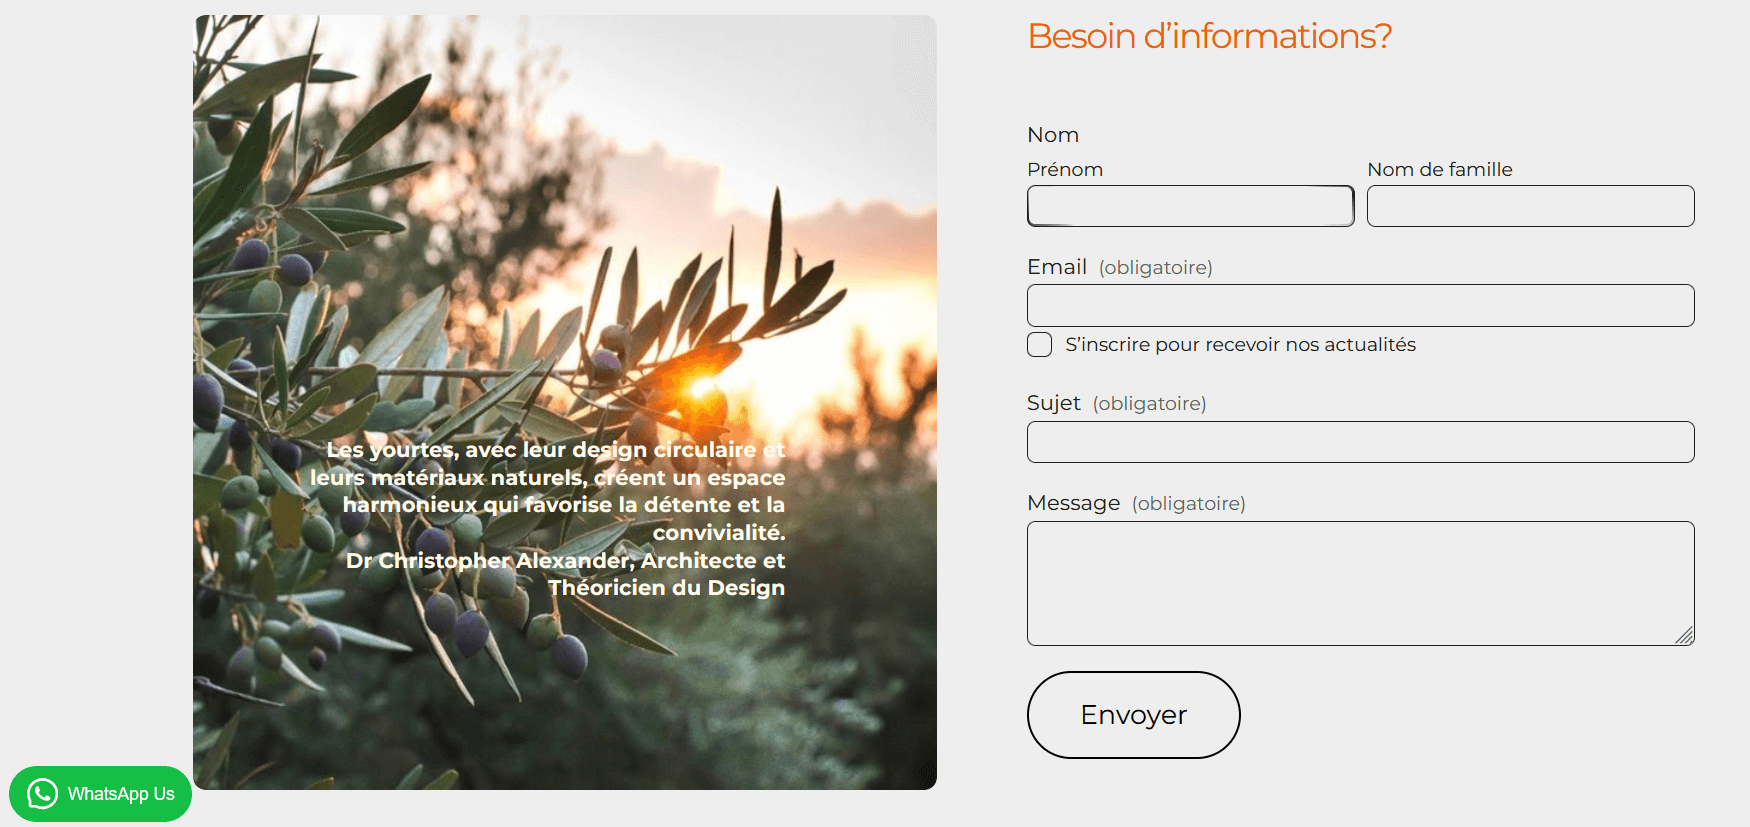 Les yourtes, avec leur design circulaire et
leurs matériaux naturels, créent un espace
harmonieux qui favorise la détente et la
convivialité.
Dr Christopher Alexander, Architecte et
Théoricien du Design
Besoin d’informations?
Nom
Prénom
Nom de famille
Email (obligatoire)
S’inscrire pour recevoir nos actualités
Sujet (obligatoire)
Message (obligatoire)
Envoyer
WhatsApp Us